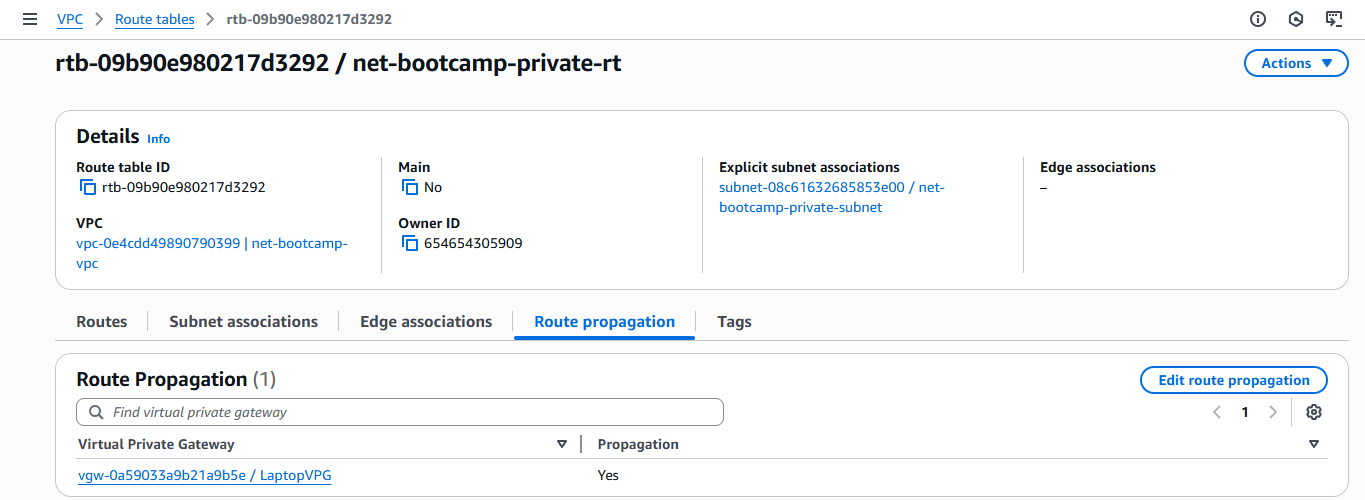 VPC > Route tables > rtb-09b90e980217d3292
rtb-09b90e980217d3292 / net-bootcamp-private-rt
Actions
Details Info
Route table ID
rtb-09b90e980217d3292
Main
No
Explicit subnet associations
subnet-08c61632685853e00 / net-
bootcamp-private-subnet
Edge associations
–
VPC
vpc-0e4cdd49890790399 | net-bootcamp-
vpc
Owner ID
654654305909
Routes Subnet associations Edge associations Route propagation Tags
Route Propagation (1)
Edit route propagation
Find virtual private gateway
1
Virtual Private Gateway Propagation
vgw-0a59033a9b21a9b5e / LaptopVPG Yes